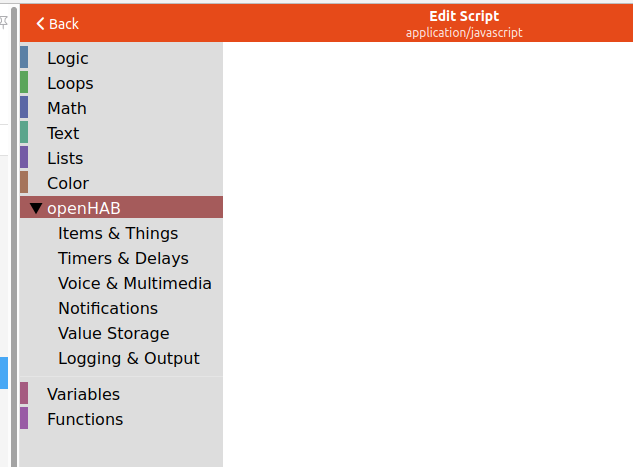 Back
Edit Script
application/javascript
Logic
Loops
Math
Text
Lists
Color
openHAB
Items & Things
Timers & Delays
Voice & Multimedia
Notifications
Value Storage
Logging & Output
Variables
Functions